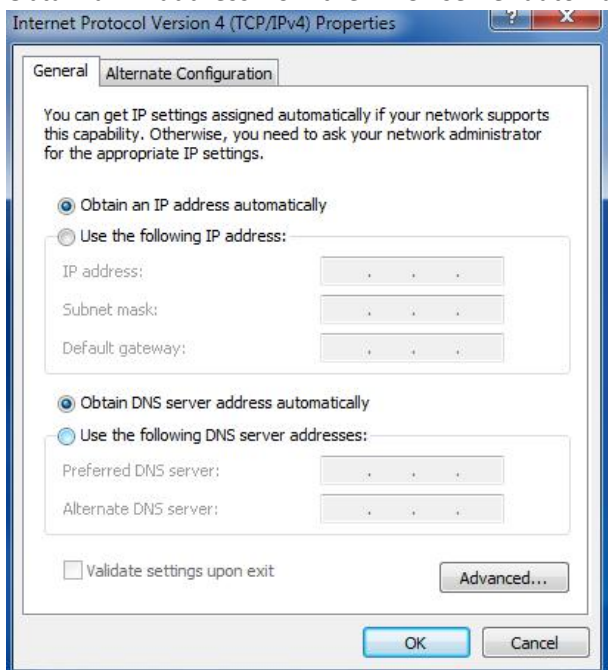 Internet Protocol Version 4 (TCP/IPv4) Properties
?
X
General
Alternate Configuration
You can get IP settings assigned automatically if your network supports
this capability. Otherwise, you need to ask your network administrator
for the appropriate IP settings.
Obtain an IP address automatically
Use the following IP address:
IP address:
. . .
Subnet mask:
. . .
Default gateway:
. . .
Obtain DNS server address automatically
Use the following DNS server addresses:
Preferred DNS server:
. . .
Alternate DNS server:
. . .
Validate settings upon exit
Advanced...
OK
Cancel